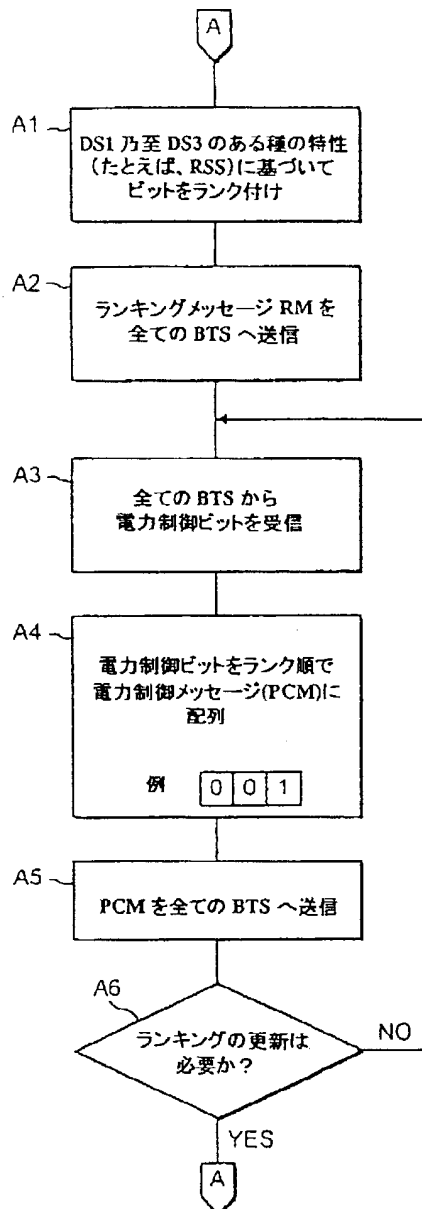 A
A1
DS1 乃至 DS3 のある種の特性
(たとえば、RSS)に基づいて
ビットをランク付け
A2
ランキングメッセージ RM を
全ての BTS へ送信
A3
全ての BTS から
電力制御ビットを受信
A4
電力制御ビットをランク順で
電力制御メッセージ(PCM)に
配列
例 0 0 1
A5
PCM を全ての BTS へ送信
A6
ランキングの更新は
必要か？
NO
YES
A